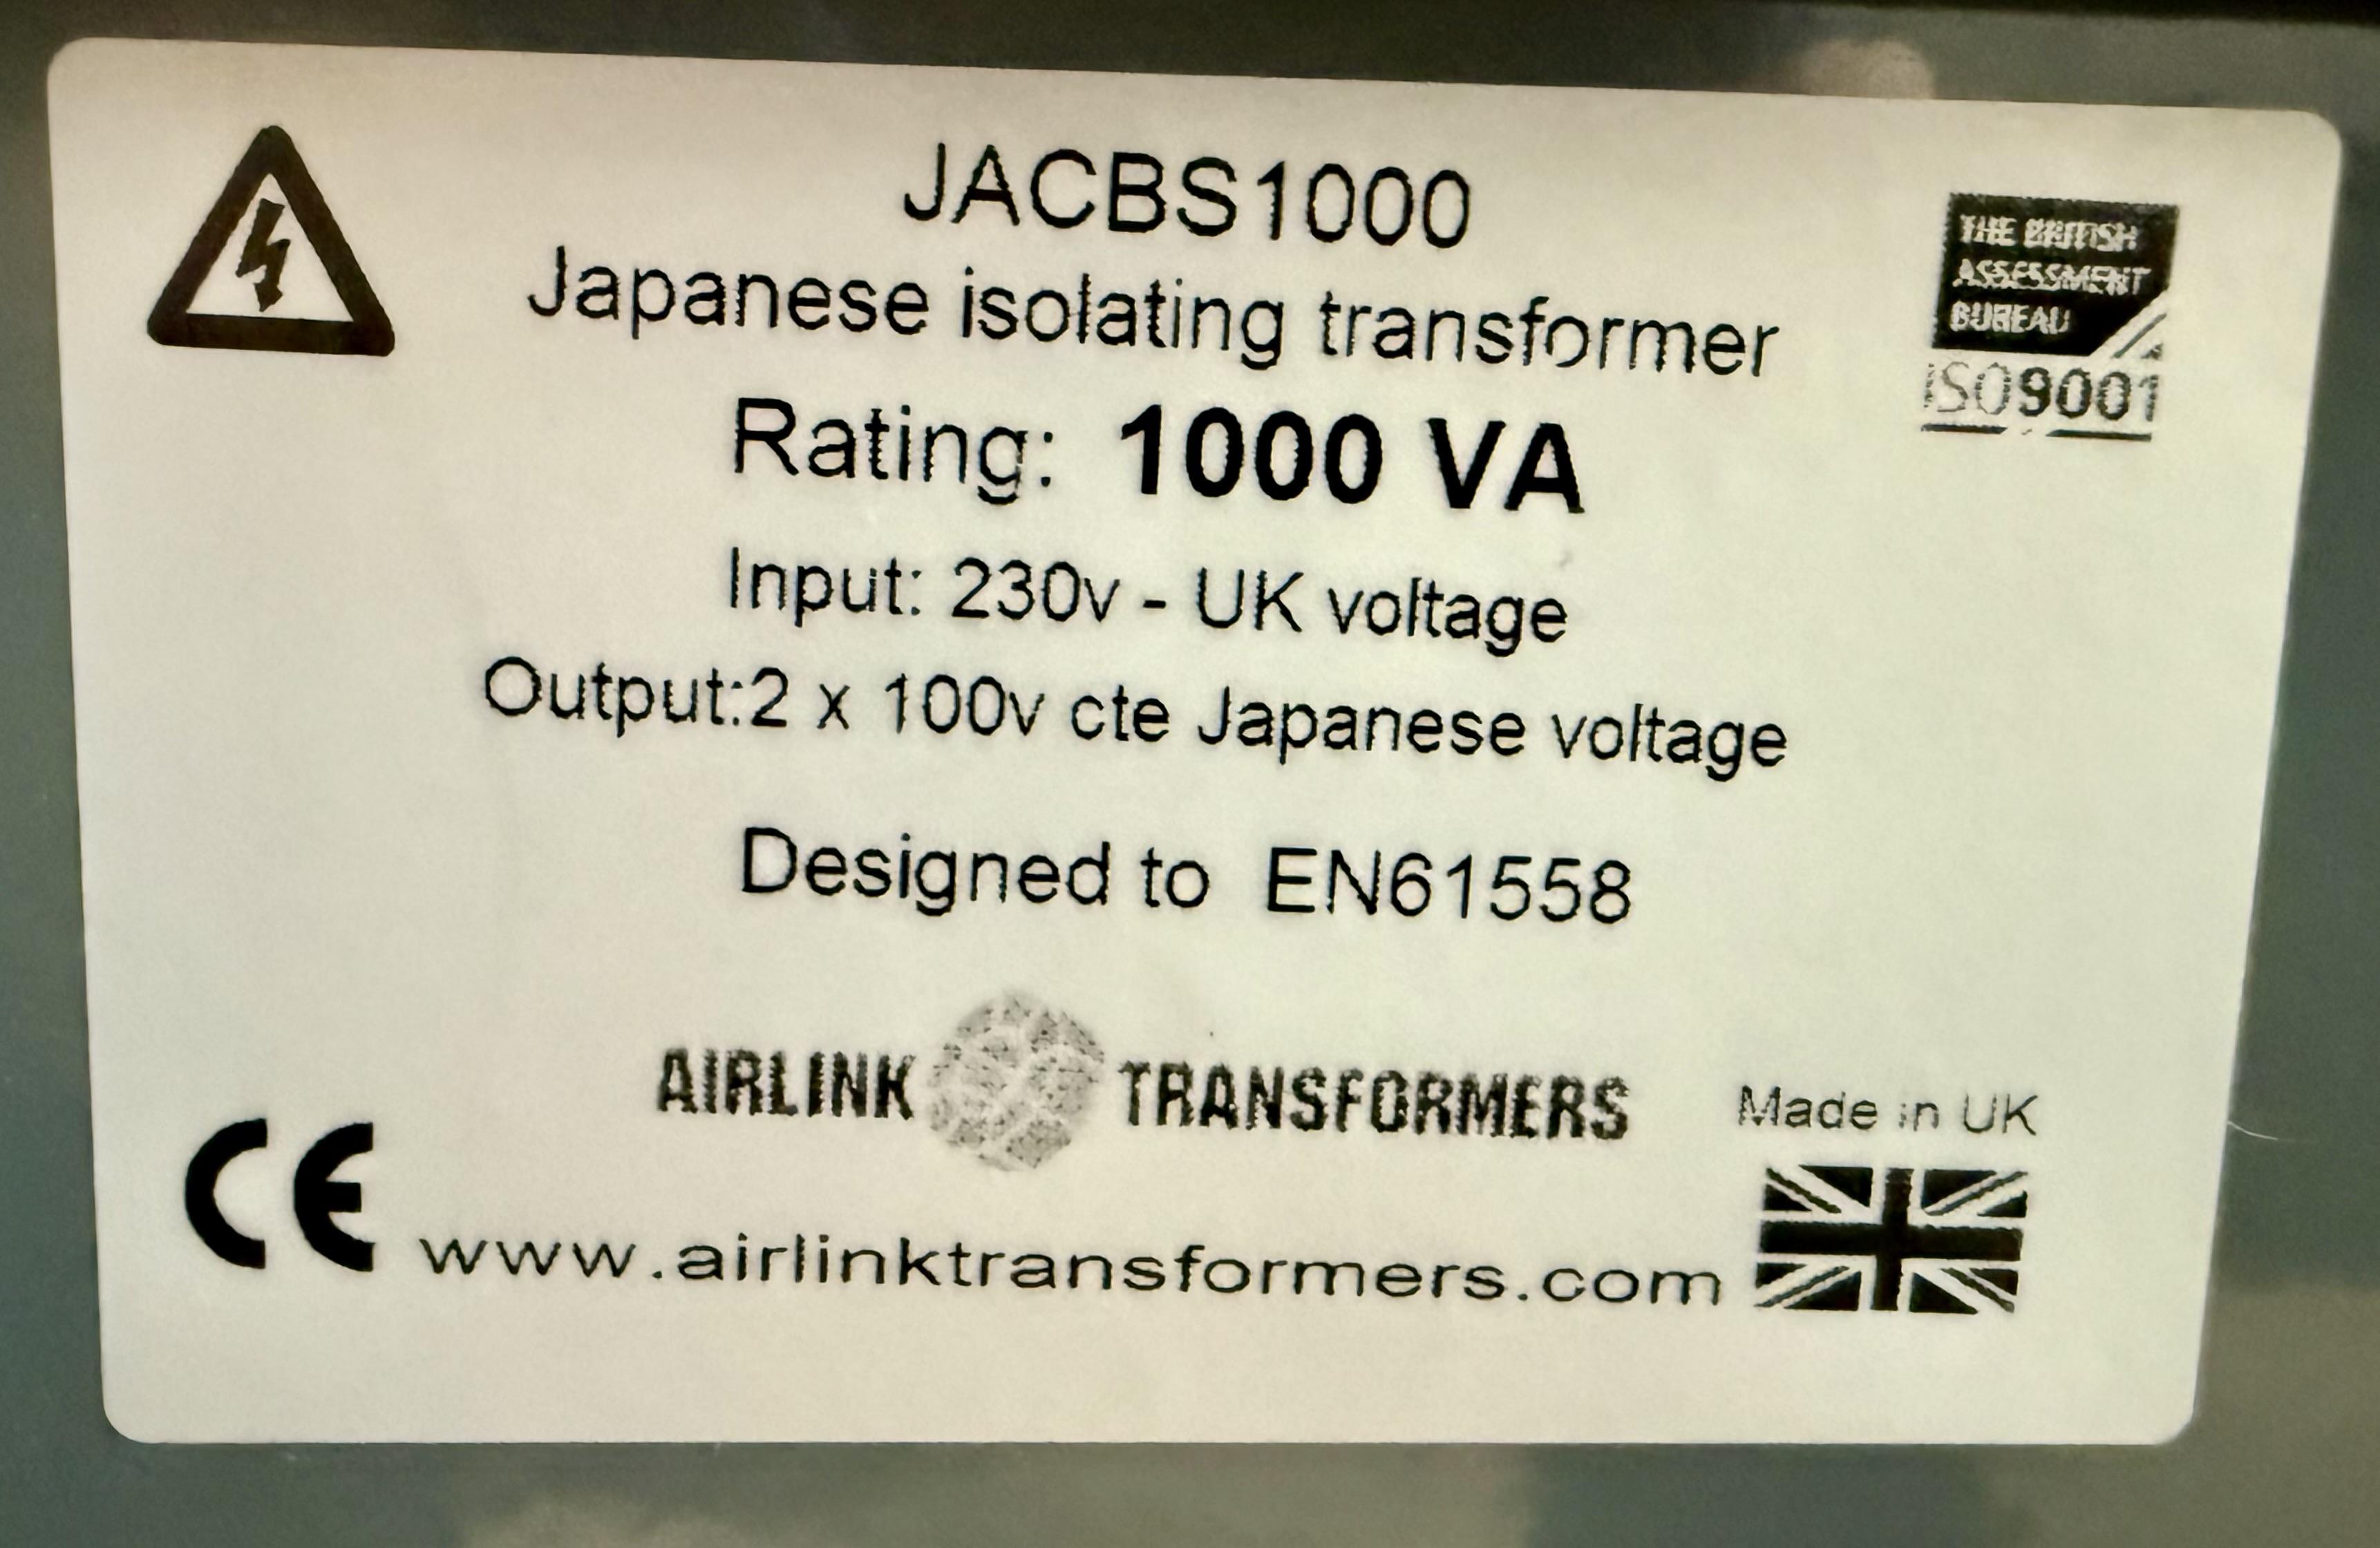 JACBS1000
Japanese isolating transformer
Rating: 1000 VA
Input: 230v - UK voltage
Output:2 x 100v cte Japanese voltage
Designed to EN61558
THE BRITISH
ASSESSMENT
BUREAU
ISO9001
AIRLINK TRANSFORMERS
Made in UK
CE
www.airlinktransformers.com